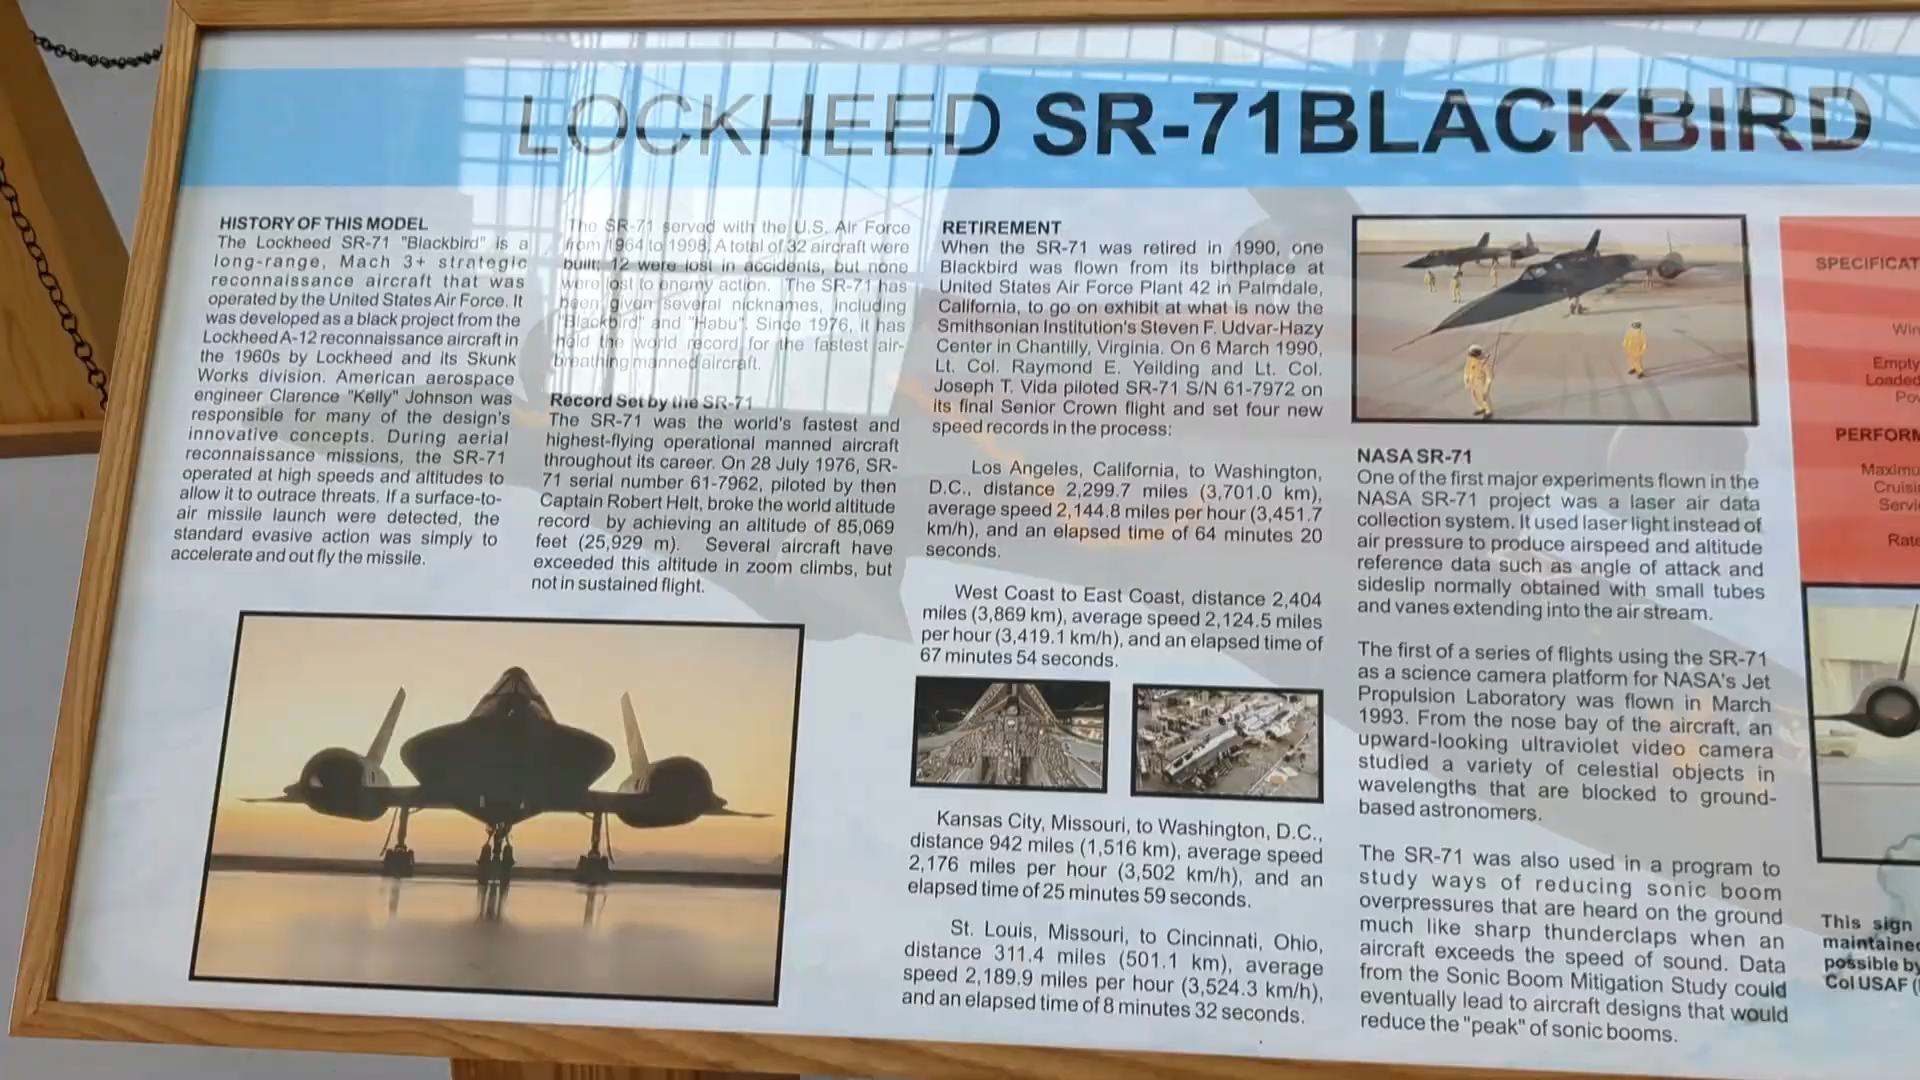 LOCKHEED SR-71BLACKBIRD
HISTORY OF THIS MODEL
The Lockheed SR-71 "Blackbird" is a
long-range, Mach 3+ strategic
reconnaissance aircraft that was
operated by the United States Air Force. It
was developed as a black project from the
Lockheed A-12 reconnaissance aircraft in
the 1960s by Lockheed and its Skunk
Works division. American aerospace
engineer Clarence "Kelly" Johnson was
responsible for many of the design's
innovative concepts. During aerial
reconnaissance missions, the SR-71
operated at high speeds and altitudes to
allow it to outrace threats. If a surface-to-
air missile launch were detected, the
standard evasive action was simply to
accelerate and out fly the missile.
The SR-71 served with the U.S. Air Force
from 1964 to 1998. A total of 32 aircraft were
built; 12 were lost in accidents, but none
were lost to enemy action. The SR-71 has
been given several nicknames, including
"Blackbird" and "Habu". Since 1976, it has
held the world record for the fastest air-
breathing manned aircraft.
Record Set by the SR-71
The SR-71 was the world's fastest and
highest-flying operational manned aircraft
throughout its career. On 28 July 1976, SR-
71 serial number 61-7962, piloted by then
Captain Robert Helt, broke the world altitude
record by achieving an altitude of 85,069
feet (25,929 m). Several aircraft have
exceeded this altitude in zoom climbs, but
not in sustained flight.
RETIREMENT
When the SR-71 was retired in 1990, one
Blackbird was flown from its birthplace at
United States Air Force Plant 42 in Palmdale,
California, to go on exhibit at what is now the
Smithsonian Institution's Steven F. Udvar-Hazy
Center in Chantilly, Virginia. On 6 March 1990,
Lt. Col. Raymond E. Yeilding and Lt. Col.
Joseph T. Vida piloted SR-71 S/N 61-7972 on
its final Senior Crown flight and set four new
speed records in the process:
Los Angeles, California, to Washington,
D.C., distance 2,299.7 miles (3,701.0 km),
average speed 2,144.8 miles per hour (3,451.7
km/h), and an elapsed time of 64 minutes 20
seconds.
West Coast to East Coast, distance 2,404
miles (3,869 km), average speed 2,124.5 miles
per hour (3,419.1 km/h), and an elapsed time of
67 minutes 54 seconds.
Kansas City, Missouri, to Washington, D.C.,
distance 942 miles (1,516 km), average speed
2,176 miles per hour (3,502 km/h), and an
elapsed time of 25 minutes 59 seconds.
St. Louis, Missouri, to Cincinnati, Ohio,
distance 311.4 miles (501.1 km), average
speed 2,189.9 miles per hour (3,524.3 km/h),
and an elapsed time of 8 minutes 32 seconds.
NASA SR-71
One of the first major experiments flown in the
NASA SR-71 project was a laser air data
collection system. It used laser light instead of
air pressure to produce airspeed and altitude
reference data such as angle of attack and
sideslip normally obtained with small tubes
and vanes extending into the air stream.
The first of a series of flights using the SR-71
as a science camera platform for NASA's Jet
Propulsion Laboratory was flown in March
1993. From the nose bay of the aircraft, an
upward-looking ultraviolet video camera
studied a variety of celestial objects in
wavelengths that are blocked to ground-
based astronomers.
The SR-71 was also used in a program to
study ways of reducing sonic boom
overpressures that are heard on the ground
much like sharp thunderclaps when an
aircraft exceeds the speed of sound. Data
from the Sonic Boom Mitigation Study could
eventually lead to aircraft designs that would
reduce the "peak" of sonic booms.
SPECIFICAT
Win
Empty
Loaded
Po
PERFORM
Maximu
Cruisi
Servi
Rate
This sign
maintained
possible by
Col USAF (